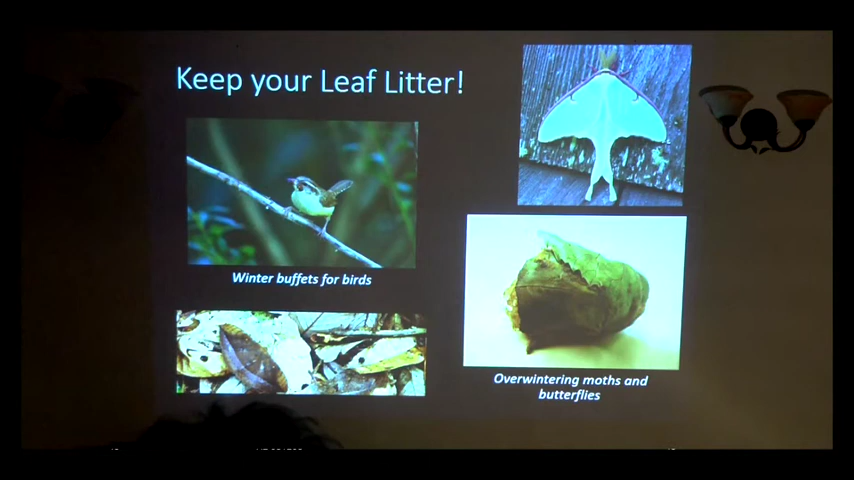 Keep your Leaf Litter!
Winter buffets for birds
Overwintering moths and
butterflies